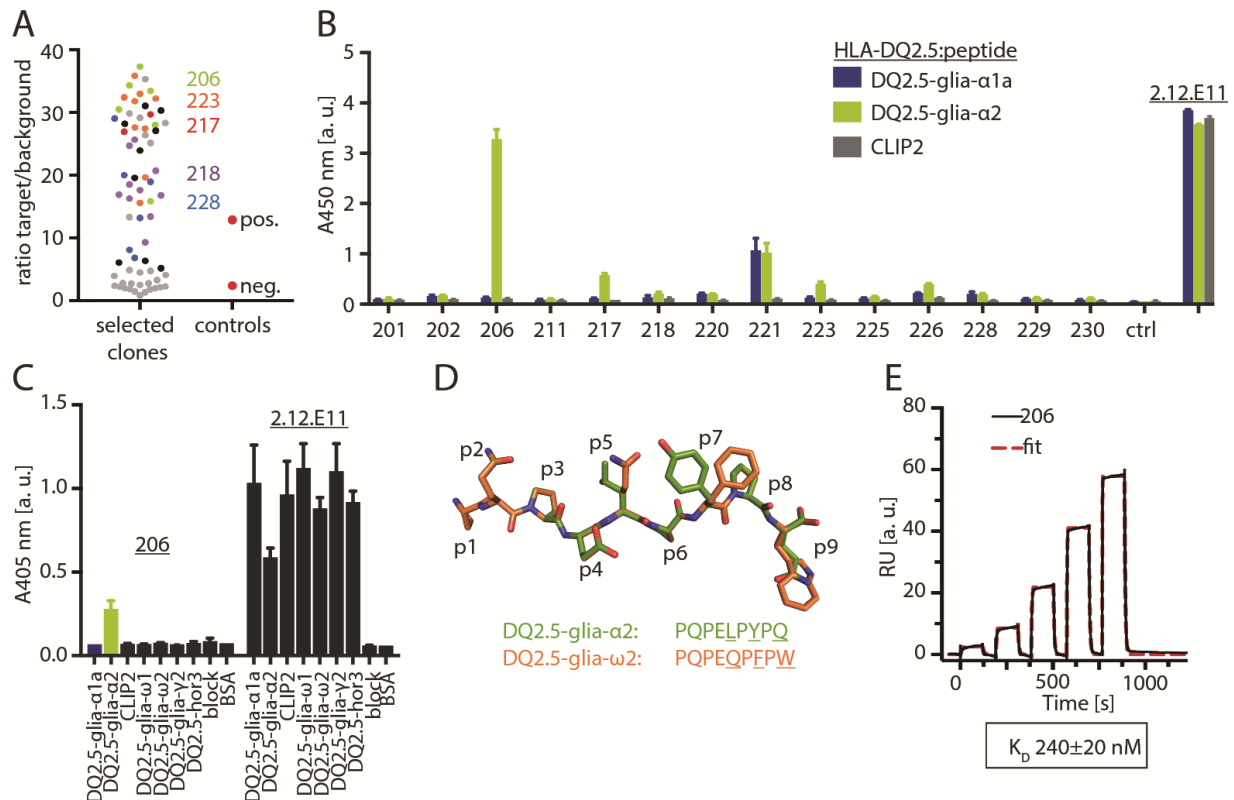 A
ratio target/background
40
30
20
10
0
206
223
217
218
228
pos.
neg.
selected clones
controls
B
A450 nm [a. u.]
5
4
3
2
1
0
HLA-DQ2.5:peptide
DQ2.5-glia-α1a
DQ2.5-glia-α2
CLIP2
2.12.E11
201 202 206 211 217 218 220 221 223 225 226 228 229 230 ctrl
C
A405 nm [a. u.]
1.5
1.0
0.5
0.0
206
2.12.E11
DQ2.5-glia-α1a
DQ2.5-glia-α2
CLIP2
DQ2.5-glia-ω1
DQ2.5-glia-ω2
DQ2.5-glia-γ2
DQ2.5-hor3
block
BSA
DQ2.5-glia-α1a
DQ2.5-glia-α2
CLIP2
DQ2.5-glia-ω1
DQ2.5-glia-ω2
DQ2.5-glia-γ2
DQ2.5-hor3
block
BSA
D
p1
p2
p3
p4
p5
p6
p7
p8
p9
DQ2.5-glia-α2: PQPELPYPQ
DQ2.5-glia-ω2: PQPEQPFPW
E
RU [a. u.]
80
60
40
20
0
206
fit
0 500 1000
Time [s]
KD 240±20 nM